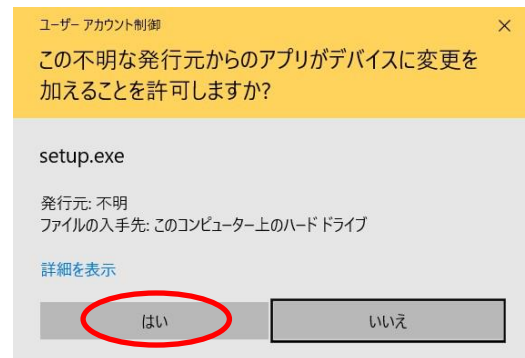 ユーザー アカウント制御
この不明な発行元からのアプリがデバイスに変更を
加えることを許可しますか?
setup.exe
発行元: 不明
ファイルの入手先: このコンピューター上のハード ドライブ
詳細を表示
はい
いいえ